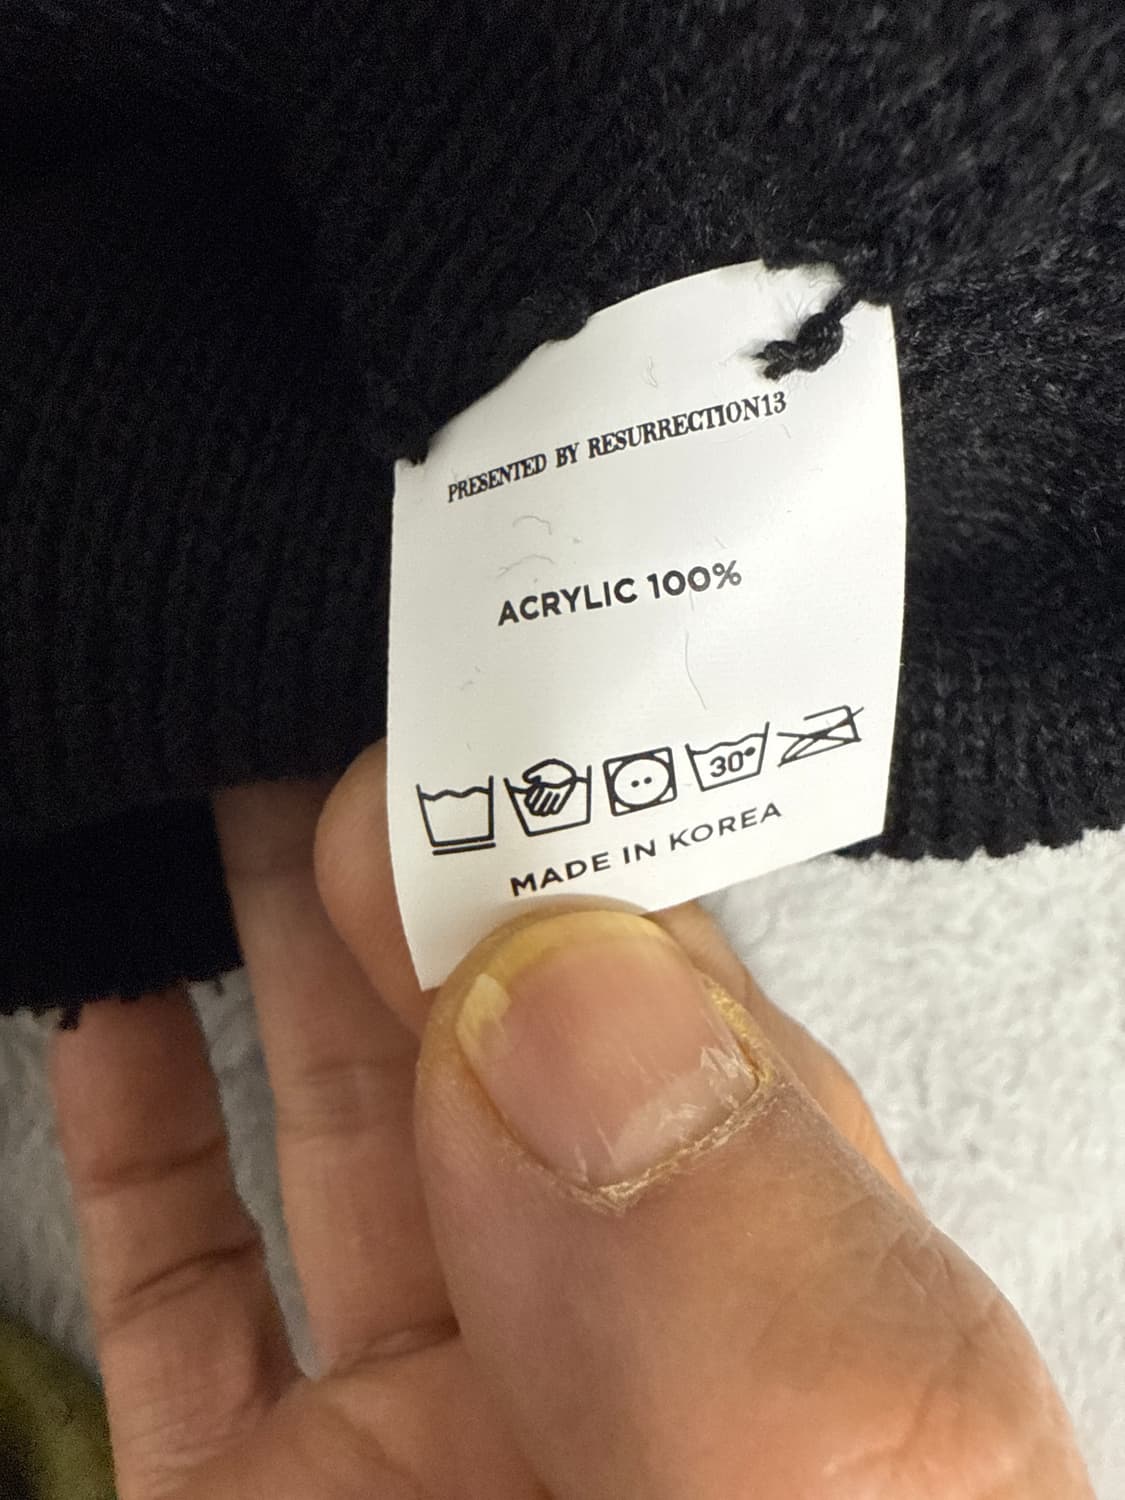 PRESENTED BY RESURRECTION13
ACRYLIC 100%
30°
MADE IN KOREA